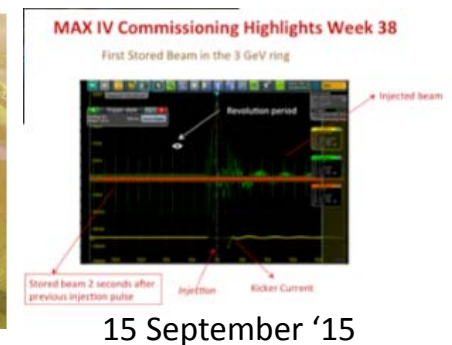 MAX IV Commissioning Highlights Week 38
First Stored Beam in the 3 GeV ring
Revolution period
Injected beam
Stored beam 2 seconds after
previous injection pulse
Injection
Kicker Current
15 September ‘15